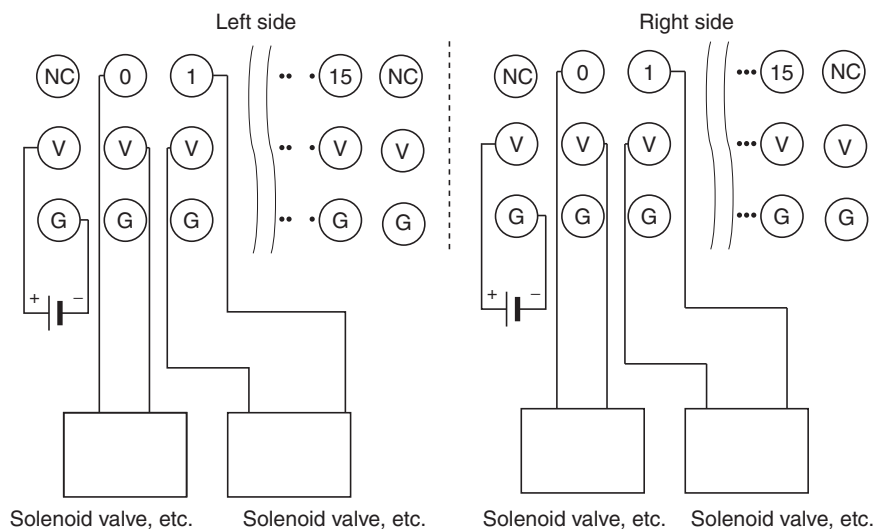 Left side Right side
NC 0 1 15 NC NC 0 1 15 NC
V V V V V V V V V V
G G G G G G G G G G
+ − + −
Solenoid valve, etc. Solenoid valve, etc. Solenoid valve, etc. Solenoid valve, etc.